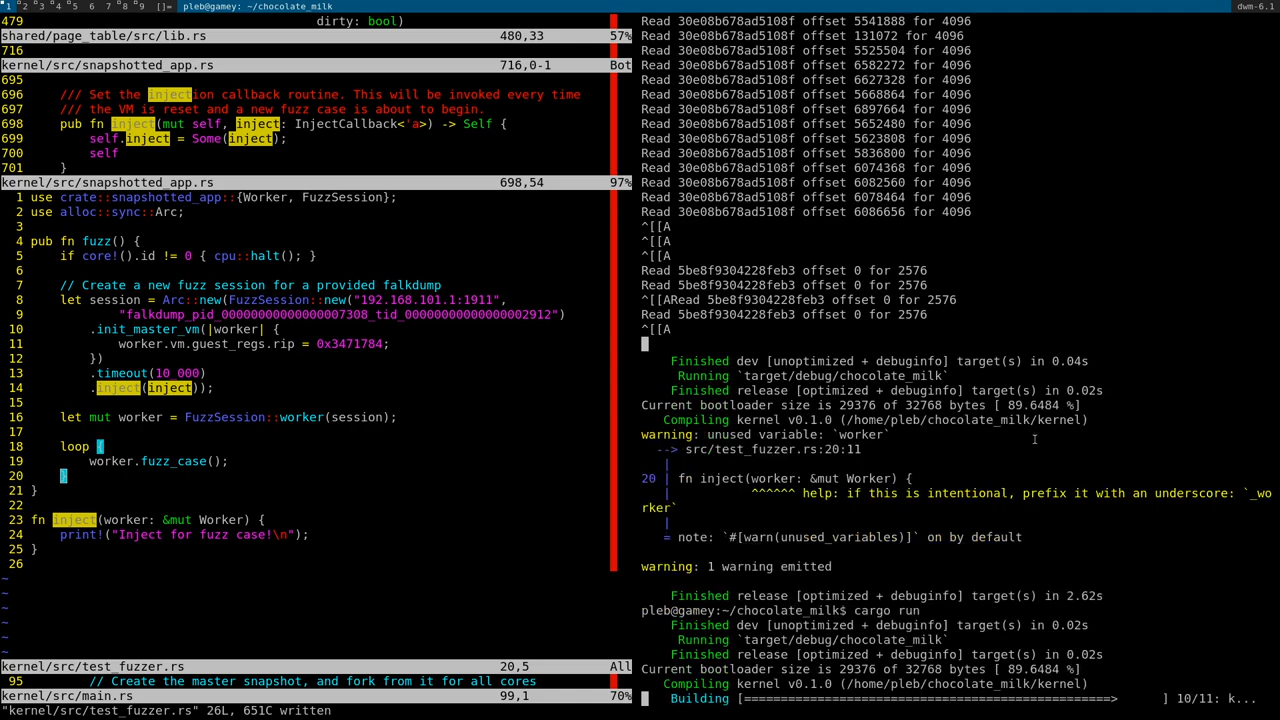 1 2 3 4 5 6 7 8 9 []= pleb@gamey: ~/chocolate_milk dwm-6.1
479 dirty: bool)
shared/page_table/src/lib.rs 480,33 57%
716
kernel/src/snapshotted_app.rs 716,0-1 Bot
695
696 /// Set the injection callback routine. This will be invoked every time
697 /// the VM is reset and a new fuzz case is about to begin.
698 pub fn inject(mut self, inject: InjectCallback<'a>) -> Self {
699 self.inject = Some(inject);
700 self
701 }
kernel/src/snapshotted_app.rs 698,54 97%
1 use crate::snapshotted_app::{Worker, FuzzSession};
2 use alloc::sync::Arc;
3
4 pub fn fuzz() {
5 if core!().id != 0 { cpu::halt(); }
6
7 // Create a new fuzz session for a provided falkdump
8 let session = Arc::new(FuzzSession::new("192.168.101.1:1911",
9 "falkdump_pid_00000000000000007308_tid_00000000000000002912")
10 .init_master_vm(|worker| {
11 worker.vm.guest_regs.rip = 0x3471784;
12 })
13 .timeout(10_000)
14 .inject(inject));
15
16 let mut worker = FuzzSession::worker(session);
17
18 loop {
19 worker.fuzz_case();
20 }
21 }
22
23 fn inject(worker: &mut Worker) {
24 print!("Inject for fuzz case!\n");
25 }
26
~
~
~
~
~
~
kernel/src/test_fuzzer.rs 20,5 All
95 // Create the master snapshot, and fork from it for all cores
kernel/src/main.rs 99,1 70%
"kernel/src/test_fuzzer.rs" 26L, 651C written
Read 30e08b678ad5108f offset 5541888 for 4096
Read 30e08b678ad5108f offset 131072 for 4096
Read 30e08b678ad5108f offset 5525504 for 4096
Read 30e08b678ad5108f offset 6582272 for 4096
Read 30e08b678ad5108f offset 6627328 for 4096
Read 30e08b678ad5108f offset 5668864 for 4096
Read 30e08b678ad5108f offset 6897664 for 4096
Read 30e08b678ad5108f offset 5652480 for 4096
Read 30e08b678ad5108f offset 5623808 for 4096
Read 30e08b678ad5108f offset 5836800 for 4096
Read 30e08b678ad5108f offset 6074368 for 4096
Read 30e08b678ad5108f offset 6082560 for 4096
Read 30e08b678ad5108f offset 6078464 for 4096
Read 30e08b678ad5108f offset 6086656 for 4096
^[[A
^[[A
^[[A
Read 5be8f9304228feb3 offset 0 for 2576
Read 5be8f9304228feb3 offset 0 for 2576
^[[ARead 5be8f9304228feb3 offset 0 for 2576
Read 5be8f9304228feb3 offset 0 for 2576
^[[A
Finished dev [unoptimized + debuginfo] target(s) in 0.04s
Running `target/debug/chocolate_milk`
Finished release [optimized + debuginfo] target(s) in 0.02s
Current bootloader size is 29376 of 32768 bytes [ 89.6484 %]
Compiling kernel v0.1.0 (/home/pleb/chocolate_milk/kernel)
warning: unused variable: `worker`
--> src/test_fuzzer.rs:20:11
|
20 | fn inject(worker: &mut Worker) {
| ^^^^^^ help: if this is intentional, prefix it with an underscore: `_wo
rker`
|
= note: `#[warn(unused_variables)]` on by default
warning: 1 warning emitted
Finished release [optimized + debuginfo] target(s) in 2.62s
pleb@gamey:~/chocolate_milk$ cargo run
Finished dev [unoptimized + debuginfo] target(s) in 0.02s
Running `target/debug/chocolate_milk`
Finished release [optimized + debuginfo] target(s) in 0.02s
Current bootloader size is 29376 of 32768 bytes [ 89.6484 %]
Compiling kernel v0.1.0 (/home/pleb/chocolate_milk/kernel)
Building [==================================================> ] 10/11: k...